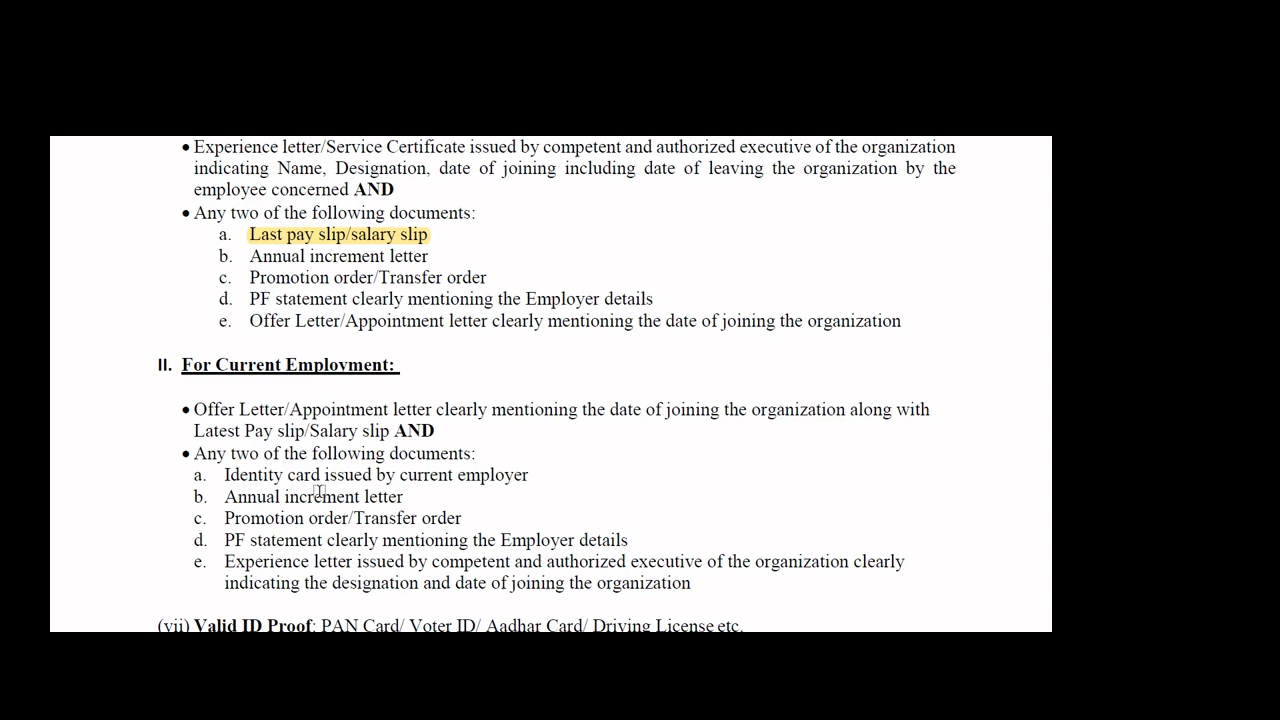 • Experience letter/Service Certificate issued by competent and authorized executive of the organization
indicating Name, Designation, date of joining including date of leaving the organization by the
employee concerned AND
• Any two of the following documents:
a. Last pay slip/salary slip
b. Annual increment letter
c. Promotion order/Transfer order
d. PF statement clearly mentioning the Employer details
e. Offer Letter/Appointment letter clearly mentioning the date of joining the organization
II. For Current Employment:
• Offer Letter/Appointment letter clearly mentioning the date of joining the organization along with
Latest Pay slip/Salary slip AND
• Any two of the following documents:
a. Identity card issued by current employer
b. Annual increment letter
c. Promotion order/Transfer order
d. PF statement clearly mentioning the Employer details
e. Experience letter issued by competent and authorized executive of the organization clearly
indicating the designation and date of joining the organization
(vii) Valid ID Proof: PAN Card/ Voter ID/ Aadhar Card/ Driving License etc.